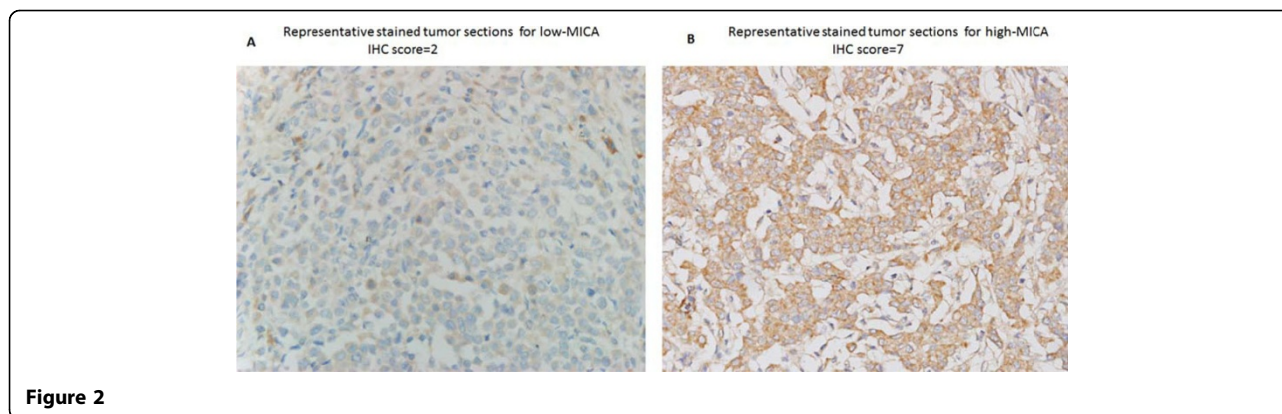 A
Representative stained tumor sections for low-MICA
IHC score=2
B
Representative stained tumor sections for high-MICA
IHC score=7
Figure 2